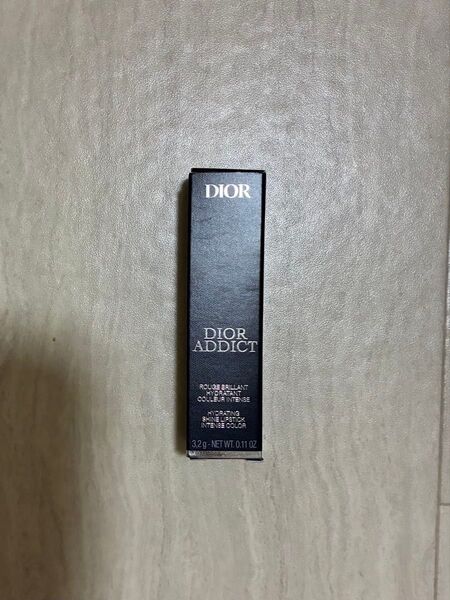 DIOR
DIOR
ADDICT
ROUGE BRILLANT
HYDRATANT
COULEUR INTENSE
HYDRATING
SHINE LIPSTICK
INTENSE COLOR
3,2 g - NET WT. 0.11 OZ